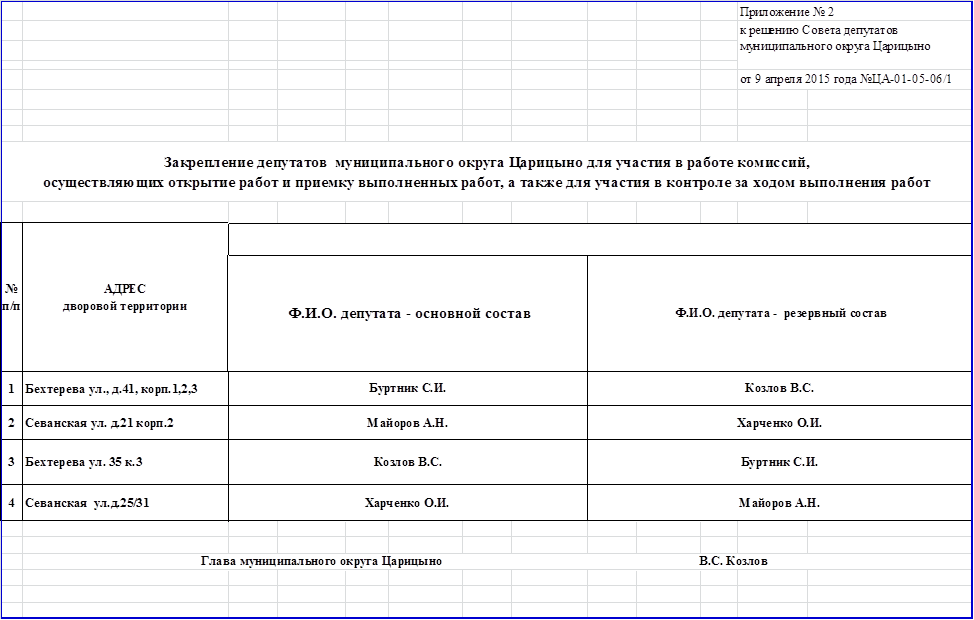 Приложение № 2
к решению Совета депутатов
муниципального округа Царицыно
от 9 апреля 2015 года №ЦА-01-05-06/1
Закрепление депутатов муниципального округа Царицыно для участия в работе комиссий,
осуществляющих открытие работ и приемку выполненных работ, а также для участия в контроле за ходом выполнения работ
№ п/п
АДРЕС
дворовой территории
Ф.И.О. депутата - основной состав
Ф.И.О. депутата - резервный состав
1 Бехтерева ул., д.41, корп.1,2,3 Буртник С.И. Козлов В.С.
2 Севанская ул. д.21 корп.2 Майоров А.Н. Харченко О.И.
3 Бехтерева ул. 35 к.3 Козлов В.С. Буртник С.И.
4 Севанская ул.д.25/31 Харченко О.И. Майоров А.Н.
Глава муниципального округа Царицыно В.С. Козлов